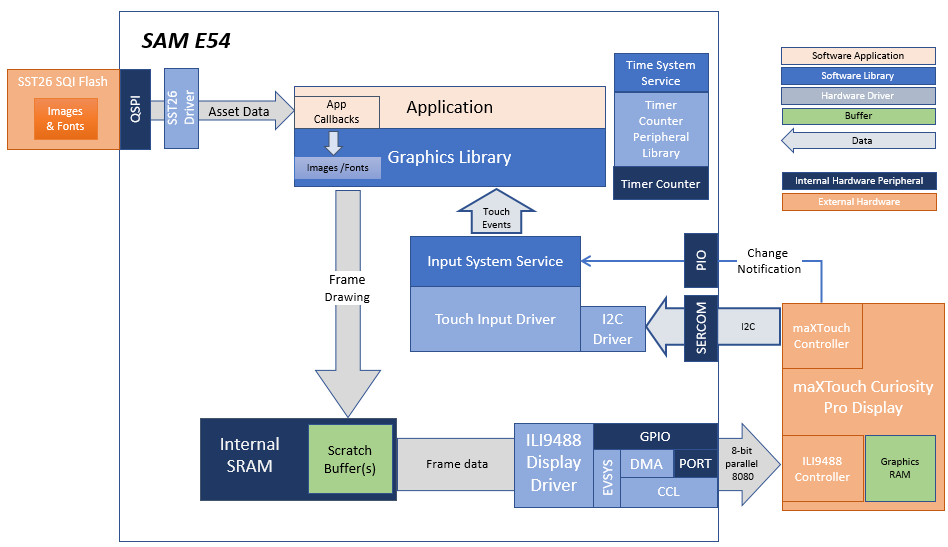 SAM E54
SST26 SQI Flash
Images
& Fonts
QSPI
SST26
Driver
Asset Data
App
Callbacks
Application
Images /Fonts
Graphics Library
Time System
Service
Timer
Counter
Peripheral
Library
Timer Counter
Software Application
Software Library
Hardware Driver
Buffer
Data
Internal Hardware Peripheral
External Hardware
Touch
Events
Frame
Drawing
Input System Service
Touch Input Driver
I2C
Driver
PIO
Change
Notification
SERCOM
I2C
maXTouch
Controller
maXTouch Curiosity
Pro Display
Internal
SRAM
Scratch
Buffer(s)
Frame data
ILI9488
Display
Driver
GPIO
EVSYS
DMA
PORT
CCL
8-bit
parallel
8080
ILI9488
Controller
Graphics
RAM